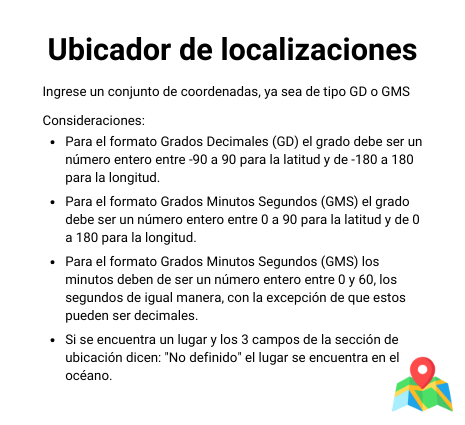 Ubicador de localizaciones
Ingrese un conjunto de coordenadas, ya sea de tipo GD o GMS
Consideraciones:
• Para el formato Grados Decimales (GD) el grado debe ser un
número entero entre -90 a 90 para la latitud y de -180 a 180
para la longitud.
• Para el formato Grados Minutos Segundos (GMS) el grado
debe ser un número entero entre 0 a 90 para la latitud y de 0
a 180 para la longitud.
• Para el formato Grados Minutos Segundos (GMS) los
minutos deben de ser un número entero entre 0 y 60, los
segundos de igual manera, con la excepción de que estos
pueden ser decimales.
• Si se encuentra un lugar y los 3 campos de la sección de
ubicación dicen: "No definido" el lugar se encuentra en el
océano.